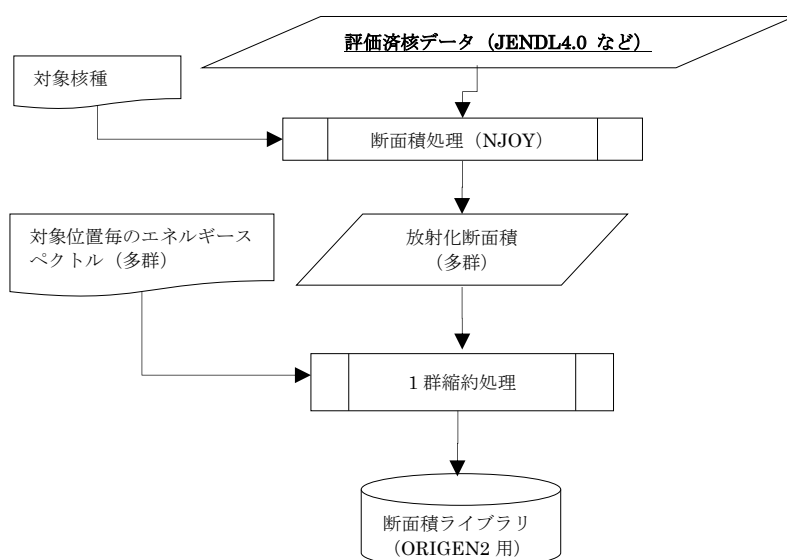 評価済核データ（JENDL4.0 など）
対象核種
断面積処理（NJOY）
対象位置毎のエネルギース
ペクトル（多群）
放射化断面積
（多群）
１群縮約処理
断面積ライブラリ
（ORIGEN2 用）